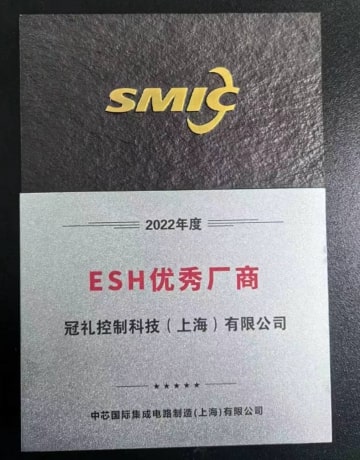 SMIC
2022年度
ESH优秀厂商
冠礼控制科技（上海）有限公司
★★★★★
中芯国际集成电路制造(上海)有限公司